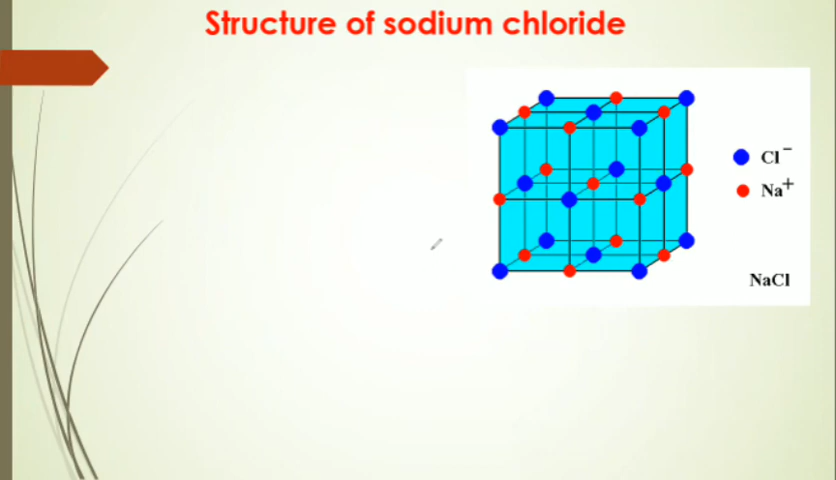 Structure of sodium chloride
Cl⁻
Na⁺
NaCl